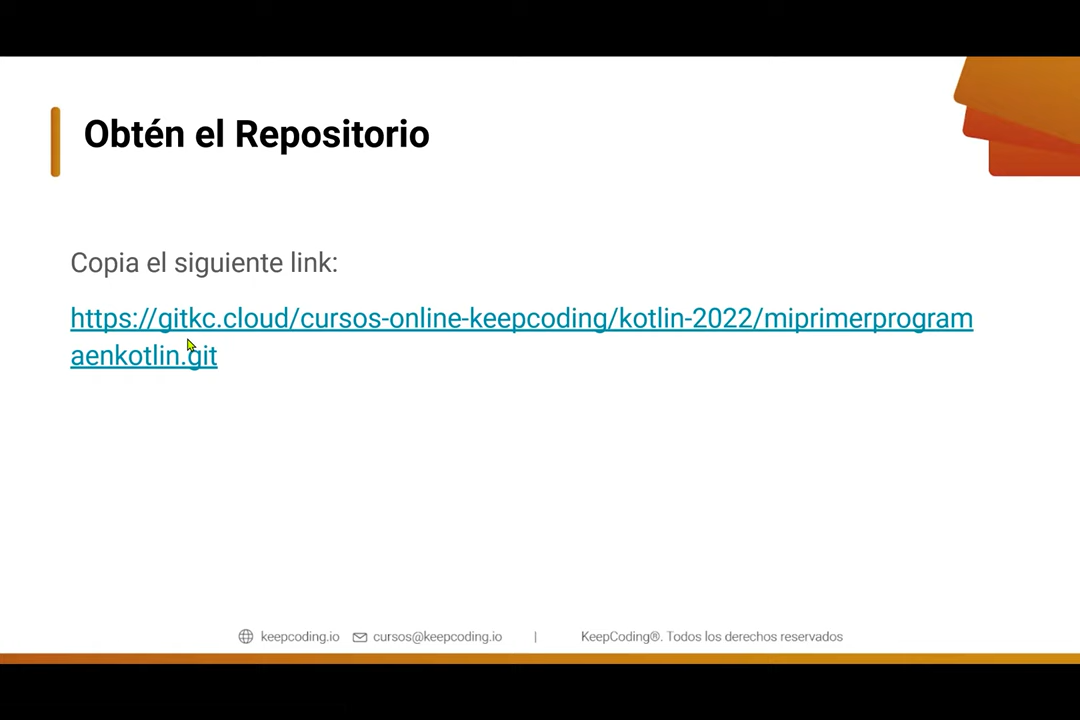 Obtén el Repositorio
Copia el siguiente link:
https://gitkc.cloud/cursos-online-keepcoding/kotlin-2022/miprimerprogram
aenkotlin.git
keepcoding.io cursos@keepcoding.io | KeepCoding®. Todos los derechos reservados